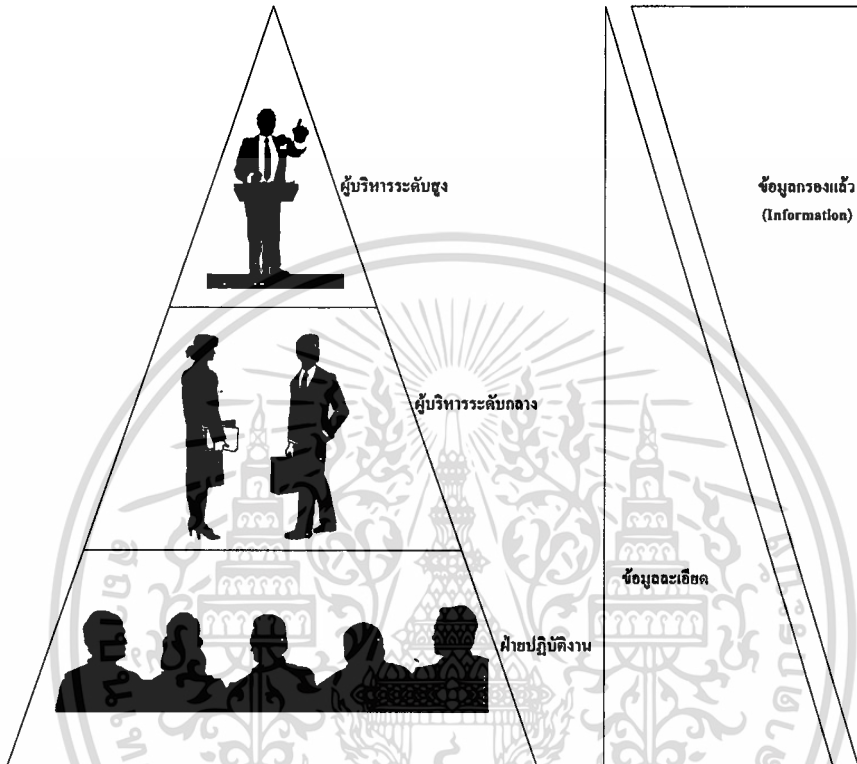 ผู้บริหารระดับสูง
ข้อมูลกรองแล้ว
(Information)
ผู้บริหารระดับกลาง
ข้อมูลละเอียด
ฝ่ายปฏิบัติงาน